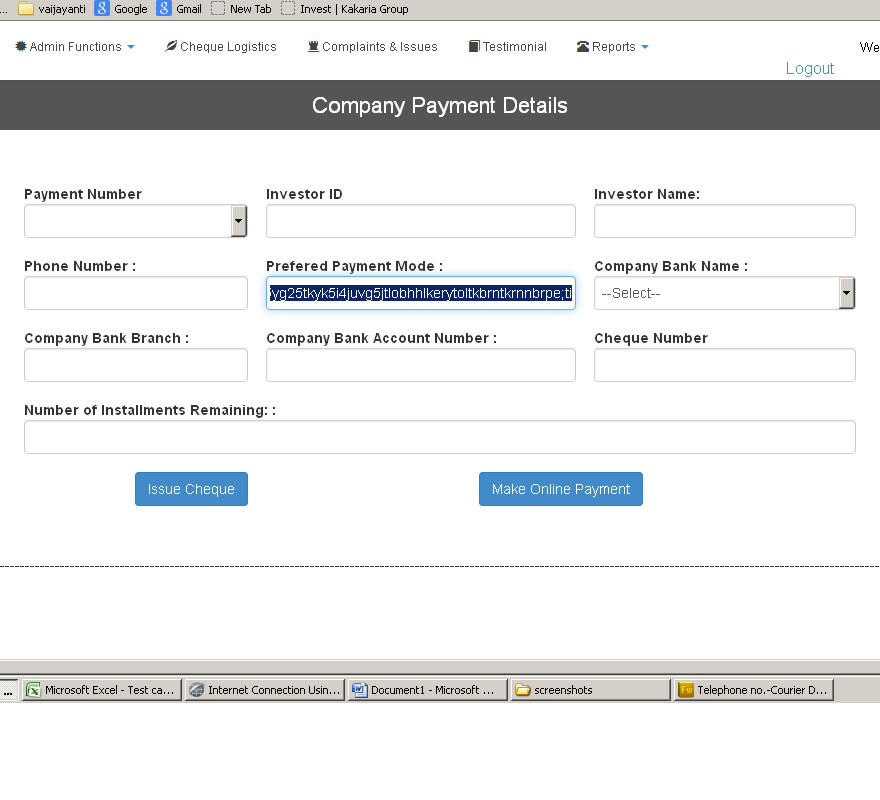 ... vaijayanti Google Gmail New Tab Invest | Kakaria Group
Admin Functions Cheque Logistics Complaints & Issues Testimonial Reports We
Logout
Company Payment Details
Payment Number Investor ID Investor Name:
Phone Number : Prefered Payment Mode : Company Bank Name :
yg25tkyk5i4juvg5jtlobhhlkerytoltkbrntkrnnbrpe;ti --Select--
Company Bank Branch : Company Bank Account Number : Cheque Number
Number of Installments Remaining: :
Issue Cheque Make Online Payment
... Microsoft Excel - Test ca... Internet Connection Usin... Document1 - Microsoft ... screenshots Fw Telephone no.-Courier D...